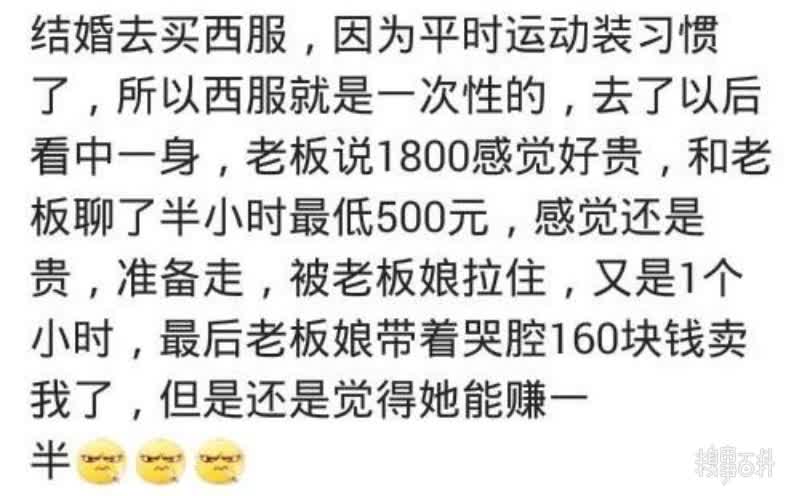 结婚去买西服，因为平时运动装习惯
了，所以西服就是一次性的，去了以后
看中一身，老板说1800感觉好贵，和老
板聊了半小时最低500元，感觉还是
贵，准备走，被老板娘拉住，又是1个
小时，最后老板娘带着哭腔160块钱卖
我了，但是还是觉得她能赚一
半
糗事百科